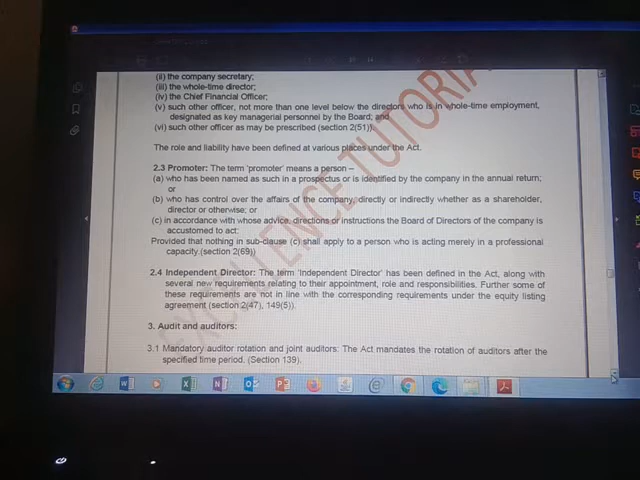 (ii) the company secretary;
(iii) the whole-time director;
(iv) the Chief Financial Officer;
(v) such other officer, not more than one level below the directors who is in whole-time employment,
designated as key managerial personnel by the Board; and
(vi) such other officer as may be prescribed (section 2(51)).
The role and liability have been defined at various places under the Act.
2.3 Promoter: The term 'promoter' means a person –
(a) who has been named as such in a prospectus or is identified by the company in the annual return;
or
(b) who has control over the affairs of the company, directly or indirectly whether as a shareholder,
director or otherwise; or
(c) in accordance with whose advice, directions or instructions the Board of Directors of the company is
accustomed to act:
Provided that nothing in sub-clause (c) shall apply to a person who is acting merely in a professional
capacity.(section 2(69))
2.4 Independent Director: The term 'Independent Director' has been defined in the Act, along with
several new requirements relating to their appointment, role and responsibilities. Further some of
these requirements are not in line with the corresponding requirements under the equity listing
agreement (section 2(47), 149(5)).
3. Audit and auditors:
3.1 Mandatory auditor rotation and joint auditors: The Act mandates the rotation of auditors after the
specified time period. (Section 139).
EXCELLENCE TUTORIA